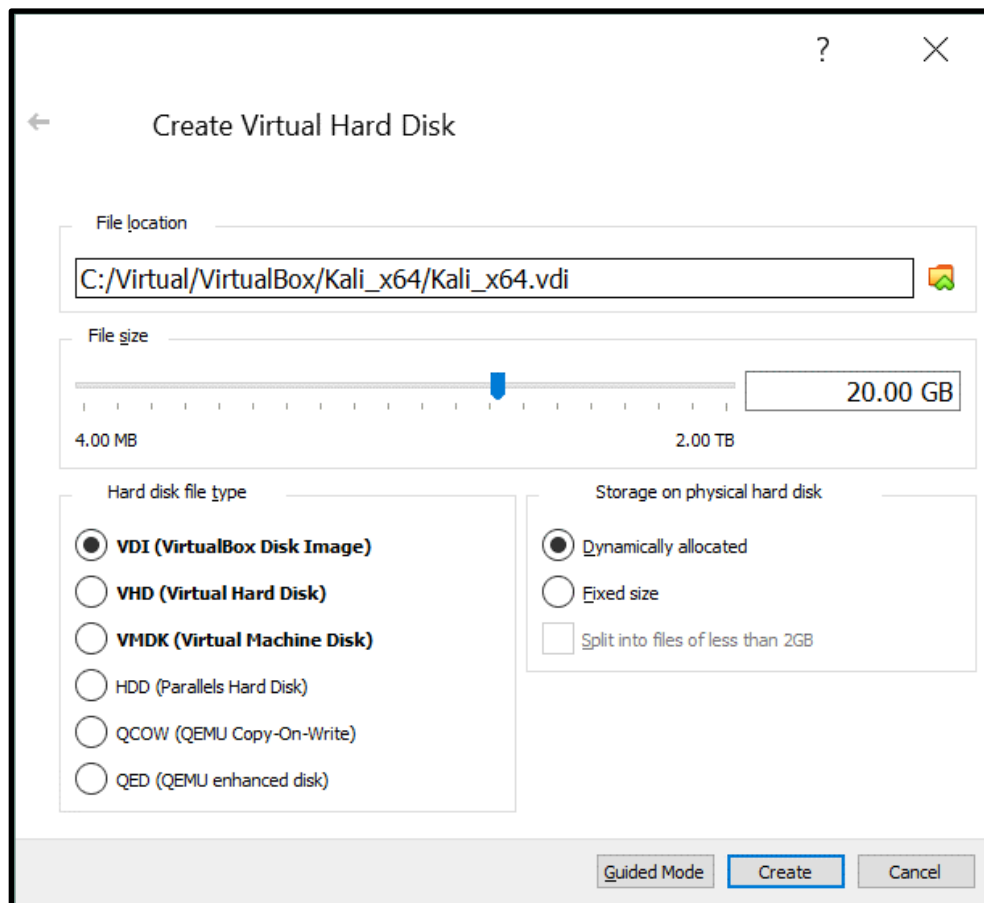 ?
Create Virtual Hard Disk
File location
C:/Virtual/VirtualBox/Kali_x64/Kali_x64.vdi
File size
20.00 GB
4.00 MB 2.00 TB
Hard disk file type
VDI (VirtualBox Disk Image)
VHD (Virtual Hard Disk)
VMDK (Virtual Machine Disk)
HDD (Parallels Hard Disk)
QCOW (QEMU Copy-On-Write)
QED (QEMU enhanced disk)
Storage on physical hard disk
Dynamically allocated
Fixed size
Split into files of less than 2GB
Guided Mode Create Cancel